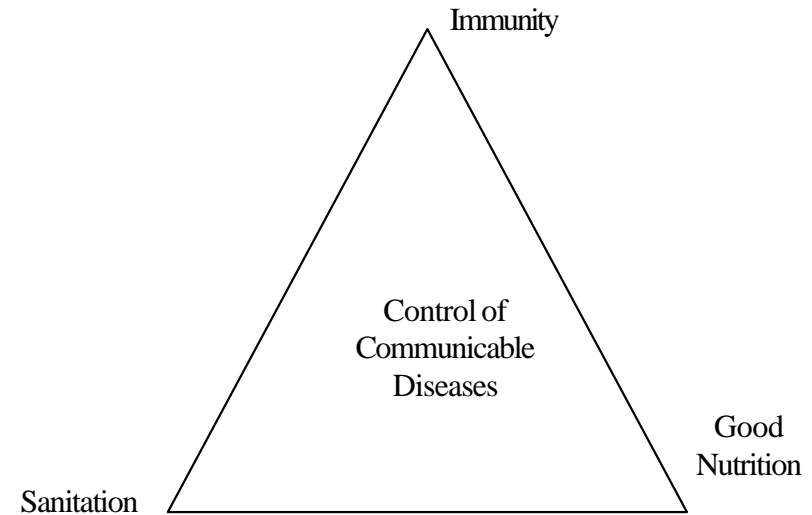 Immunity
Control of
Communicable
Diseases
Good
Nutrition
Sanitation